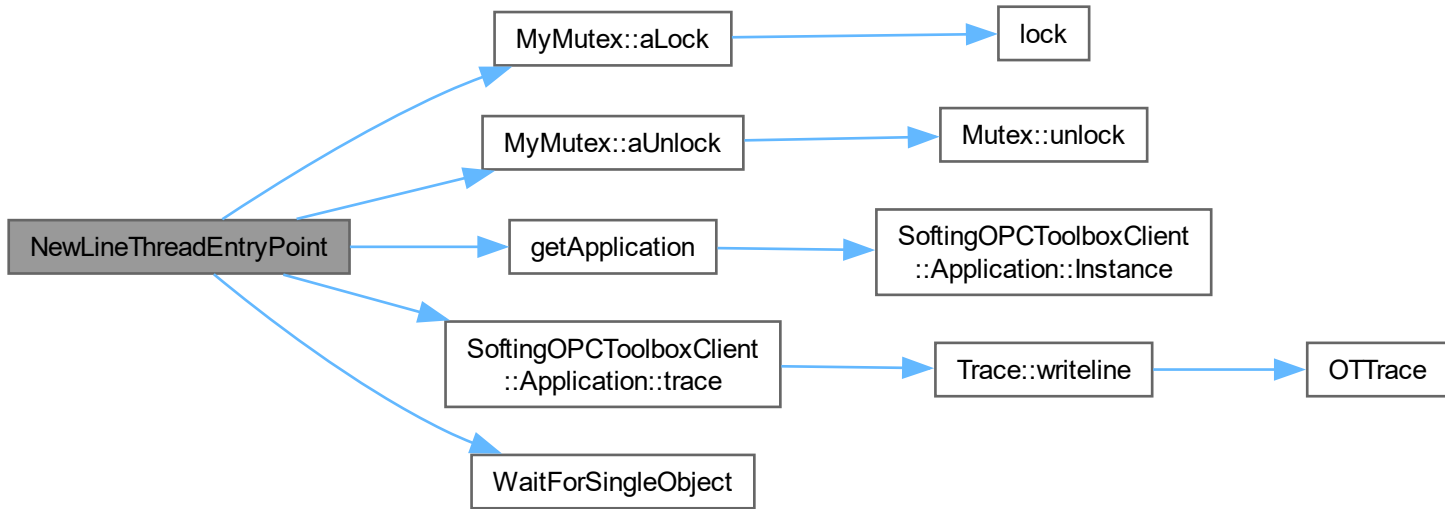 MyMutex::aLock
lock
MyMutex::aUnlock
Mutex::unlock
NewLineThreadEntryPoint
getApplication
SoftingOPCToolboxClient
::Application::Instance
SoftingOPCToolboxClient
::Application::trace
Trace::writeline
OTTrace
WaitForSingleObject